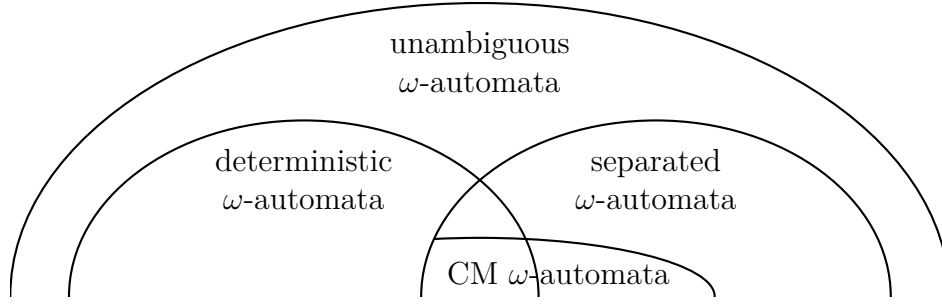 unambiguous
ω-automata
deterministic
ω-automata
separated
ω-automata
CM ω-automata